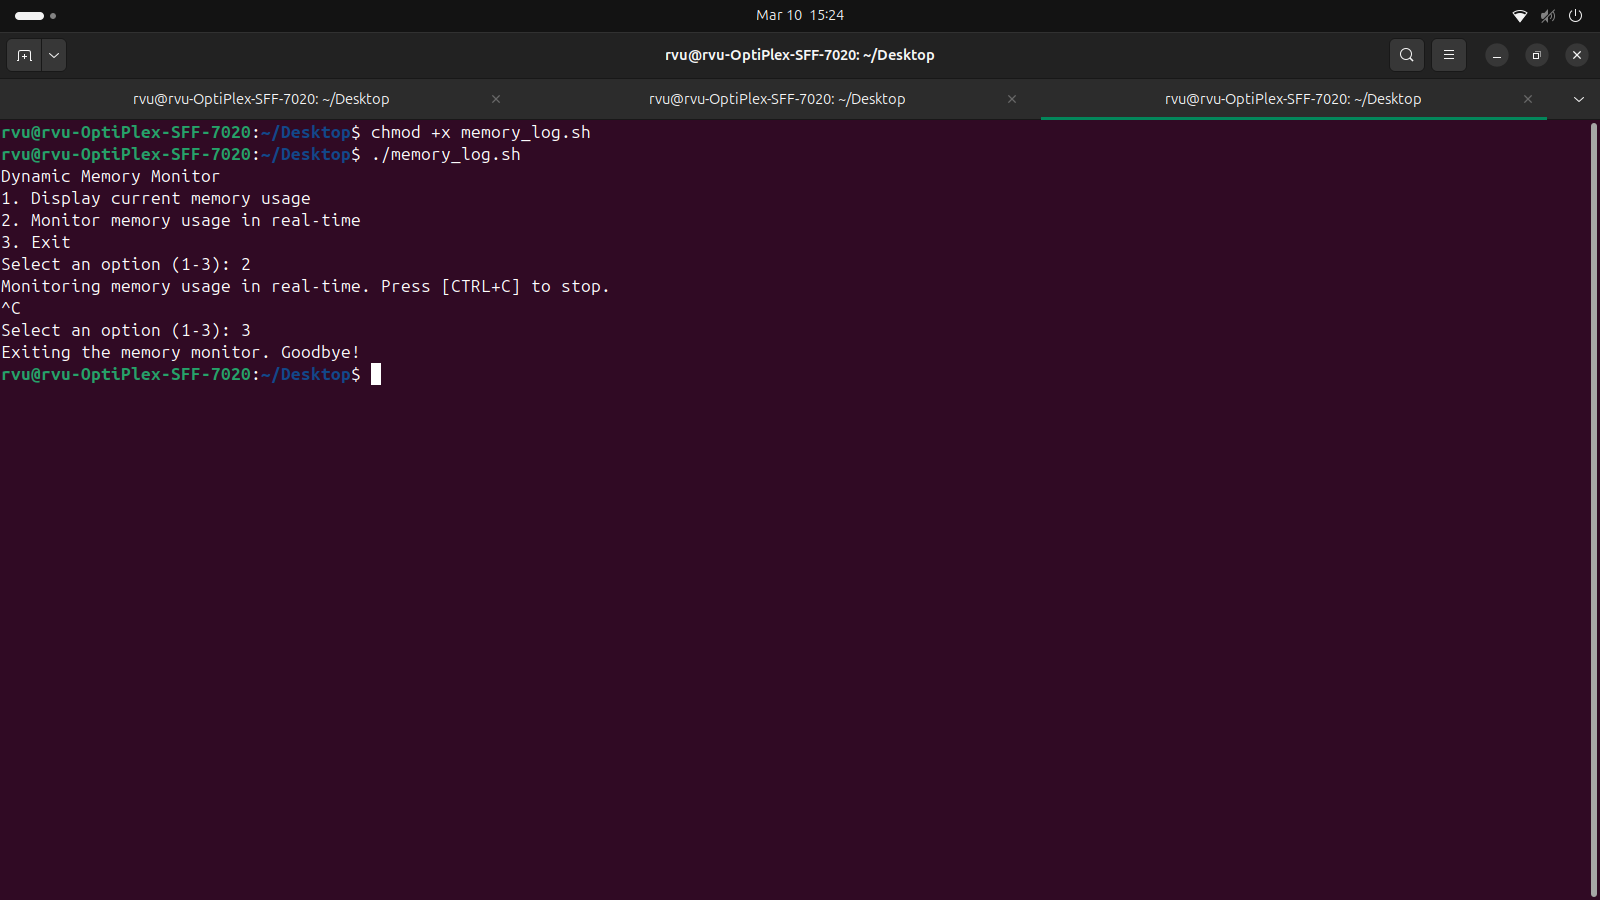 Mar 10 15:24
rvu@rvu-OptiPlex-SFF-7020: ~/Desktop
rvu@rvu-OptiPlex-SFF-7020: ~/Desktop
rvu@rvu-OptiPlex-SFF-7020: ~/Desktop
rvu@rvu-OptiPlex-SFF-7020: ~/Desktop
rvu@rvu-OptiPlex-SFF-7020:~/Desktop$ chmod +x memory_log.sh
rvu@rvu-OptiPlex-SFF-7020:~/Desktop$ ./memory_log.sh
Dynamic Memory Monitor
1. Display current memory usage
2. Monitor memory usage in real-time
3. Exit
Select an option (1-3): 2
Monitoring memory usage in real-time. Press [CTRL+C] to stop.
^C
Select an option (1-3): 3
Exiting the memory monitor. Goodbye!
rvu@rvu-OptiPlex-SFF-7020:~/Desktop$